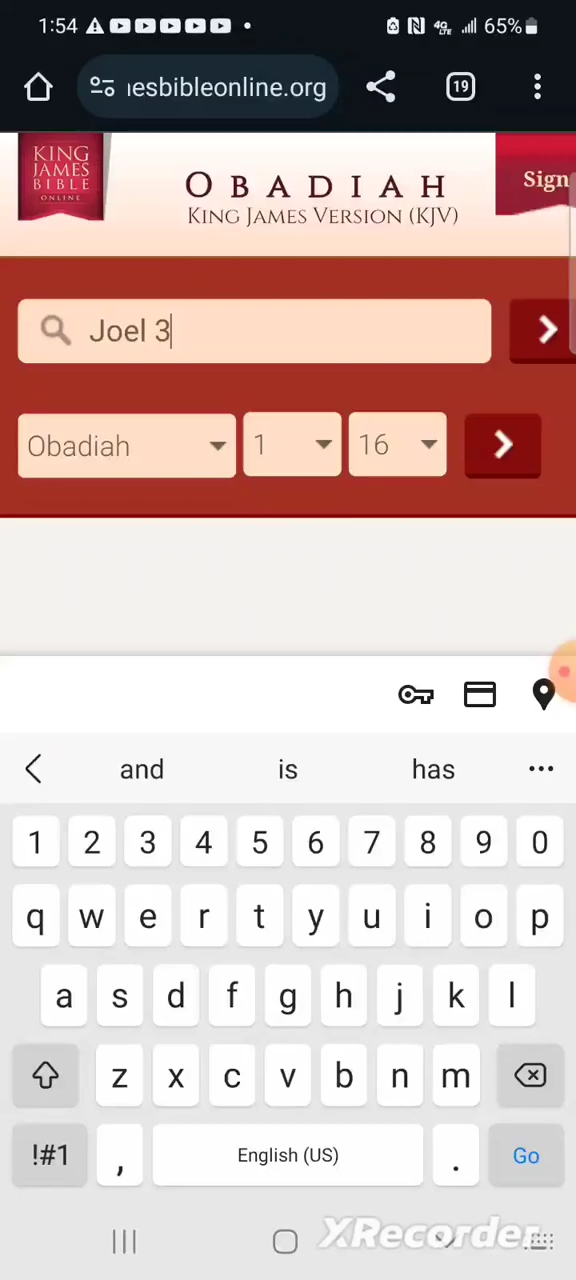 1:54 65%
1esbibleonline.org 19
KING
JAMES
BIBLE
ONLINE
OBADIAH
KING JAMES VERSION (KJV)
Sign
Joel 3
Obadiah 1 16
and is has
1 2 3 4 5 6 7 8 9 0
q w e r t y u i o p
a s d f g h j k l
z x c v b n m
!#1 , English (US) . Go
XRecorder